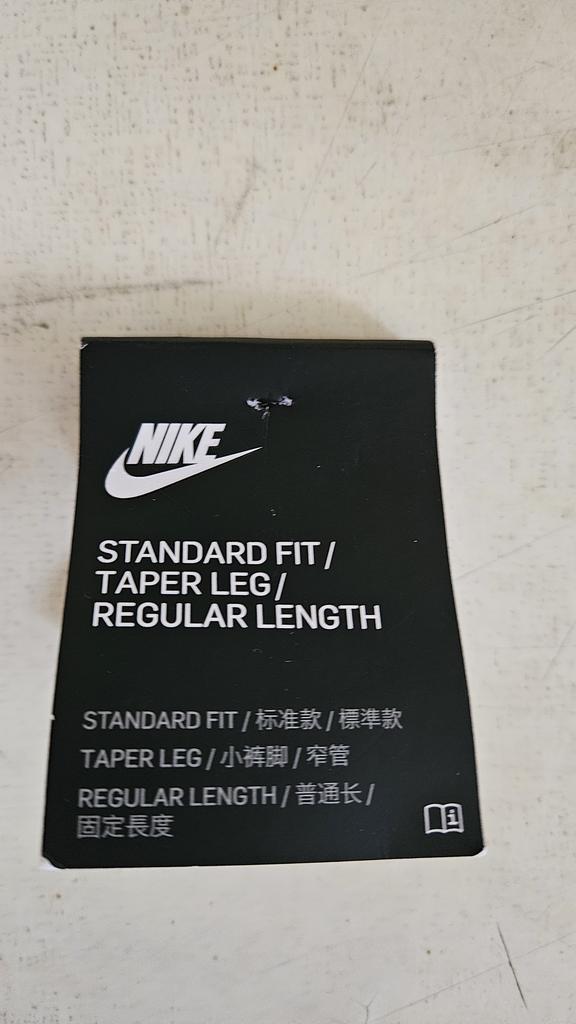 NIKE
STANDARD FIT /
TAPER LEG /
REGULAR LENGTH
STANDARD FIT / 标准款 / 標準款
TAPER LEG / 小裤脚 / 窄管
REGULAR LENGTH / 普通长 /
固定長度
i